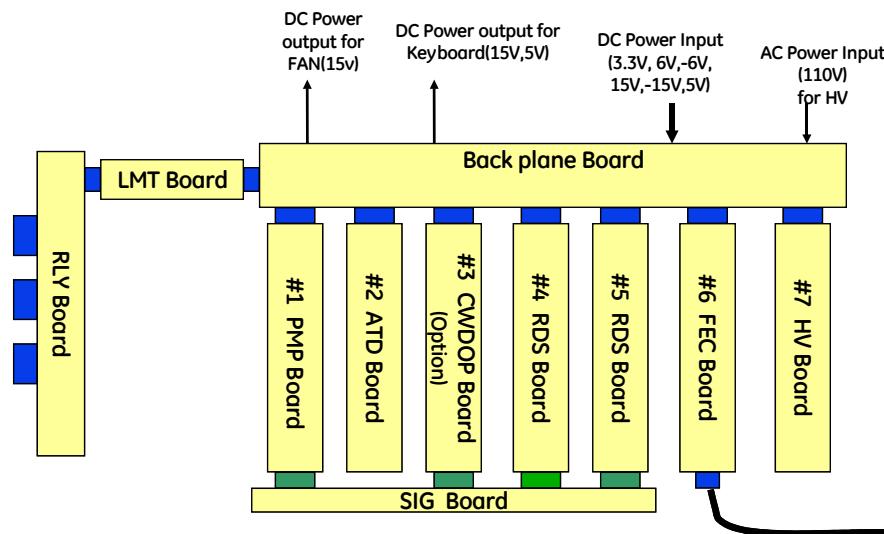 DC Power
output for
FAN(15v)
DC Power output for
Keyboard(15V,5V)
DC Power Input
(3.3V, 6V,-6V,
15V,-15V,5V)
AC Power Input
(110V)
for HV
Back plane Board
LMT Board
RLY Board
#1 PMP Board
#2 ATD Board
#3 CWDOP Board
(Option)
#4 RDS Board
#5 RDS Board
#6 FEC Board
#7 HV Board
SIG Board